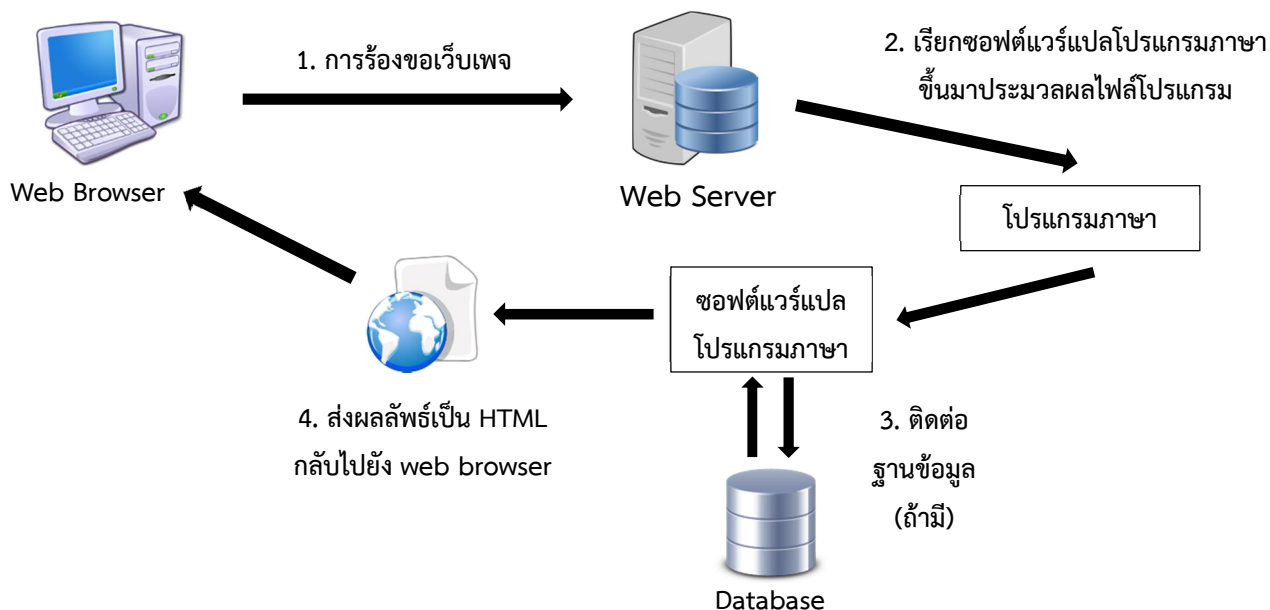 1. การร้องขอเว็บเพจ
2. เรียกซอฟต์แวร์แปลโปรแกรมภาษา
ขึ้นมาประมวลผลไฟล์โปรแกรม
Web Browser
Web Server
โปรแกรมภาษา
ซอฟต์แวร์แปล
โปรแกรมภาษา
4. ส่งผลลัพธ์เป็น HTML
กลับไปยัง web browser
3. ติดต่อ
ฐานข้อมูล
(ถ้ามี)
Database